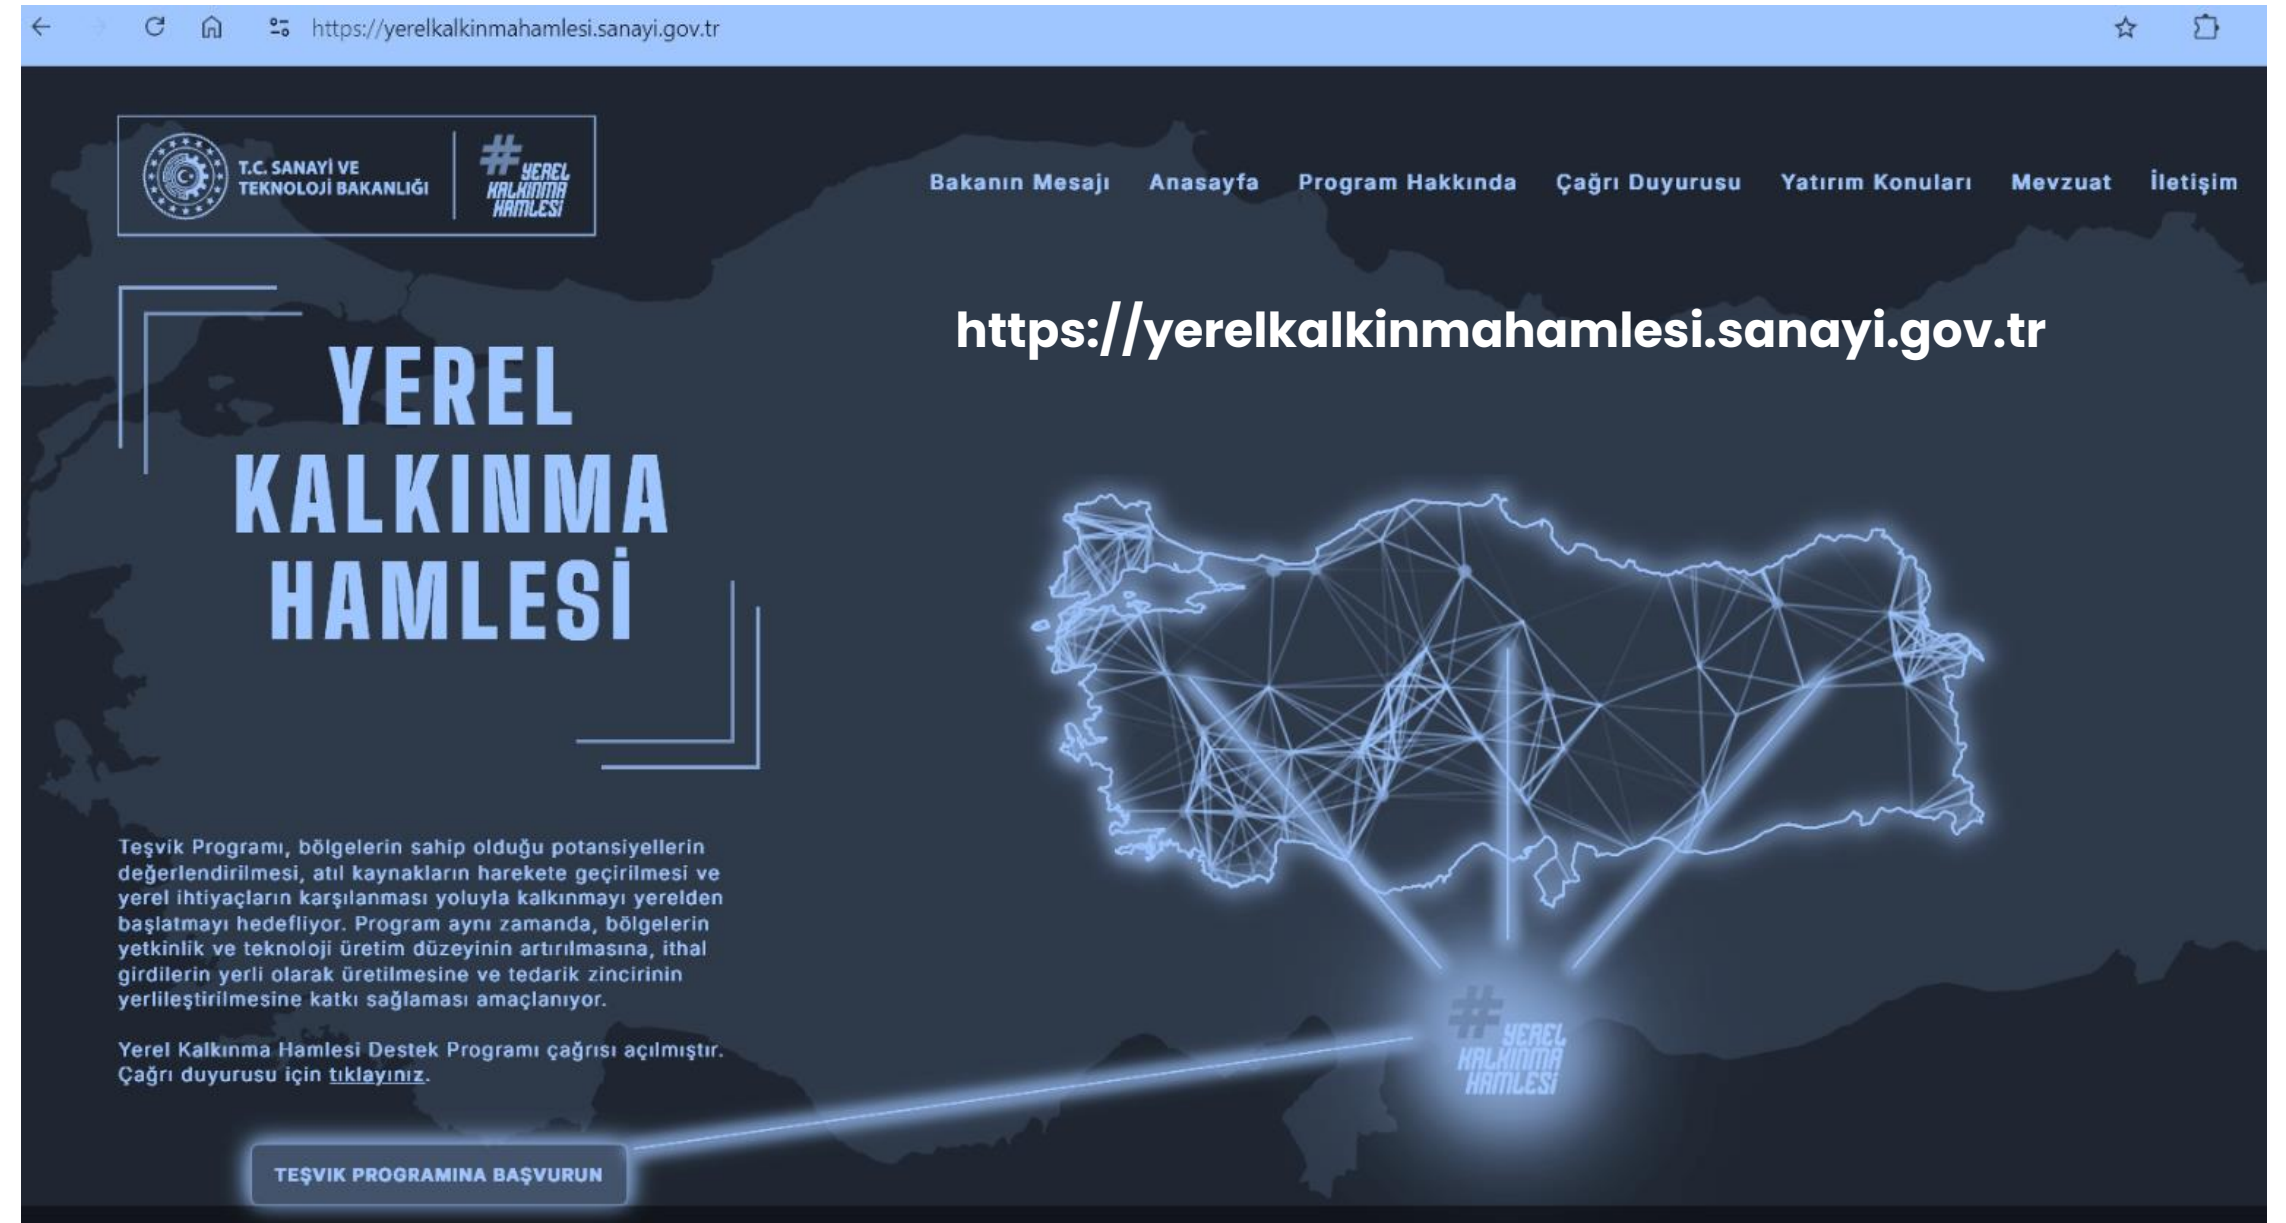 https://yerelkalkinmahamlesi.sanayi.gov.tr
T.C. SANAYİ VE
TEKNOLOJİ BAKANLIĞI
#YEREL
KALKINMA
HAMLESİ
Bakanın Mesajı Anasayfa Program Hakkında Çağrı Duyurusu Yatırım Konuları Mevzuat İletişim
https://yerelkalkinmahamlesi.sanayi.gov.tr
YEREL
KALKINMA
HAMLESİ
Teşvik Programı, bölgelerin sahip olduğu potansiyellerin
değerlendirilmesi, atıl kaynakların harekete geçirilmesi ve
yerel ihtiyaçların karşılanması yoluyla kalkınmayı yerelden
başlatmayı hedefliyor. Program aynı zamanda, bölgelerin
yetkinlik ve teknoloji üretim düzeyinin artırılmasına, ithal
girdilerin yerli olarak üretilmesine ve tedarik zincirinin
yerlileştirilmesine katkı sağlaması amaçlanıyor.
Yerel Kalkınma Hamlesi Destek Programı çağrısı açılmıştır.
Çağrı duyurusu için tıklayınız.
#YEREL
KALKINMA
HAMLESİ
TEŞVIK PROGRAMINA BAŞVURUN